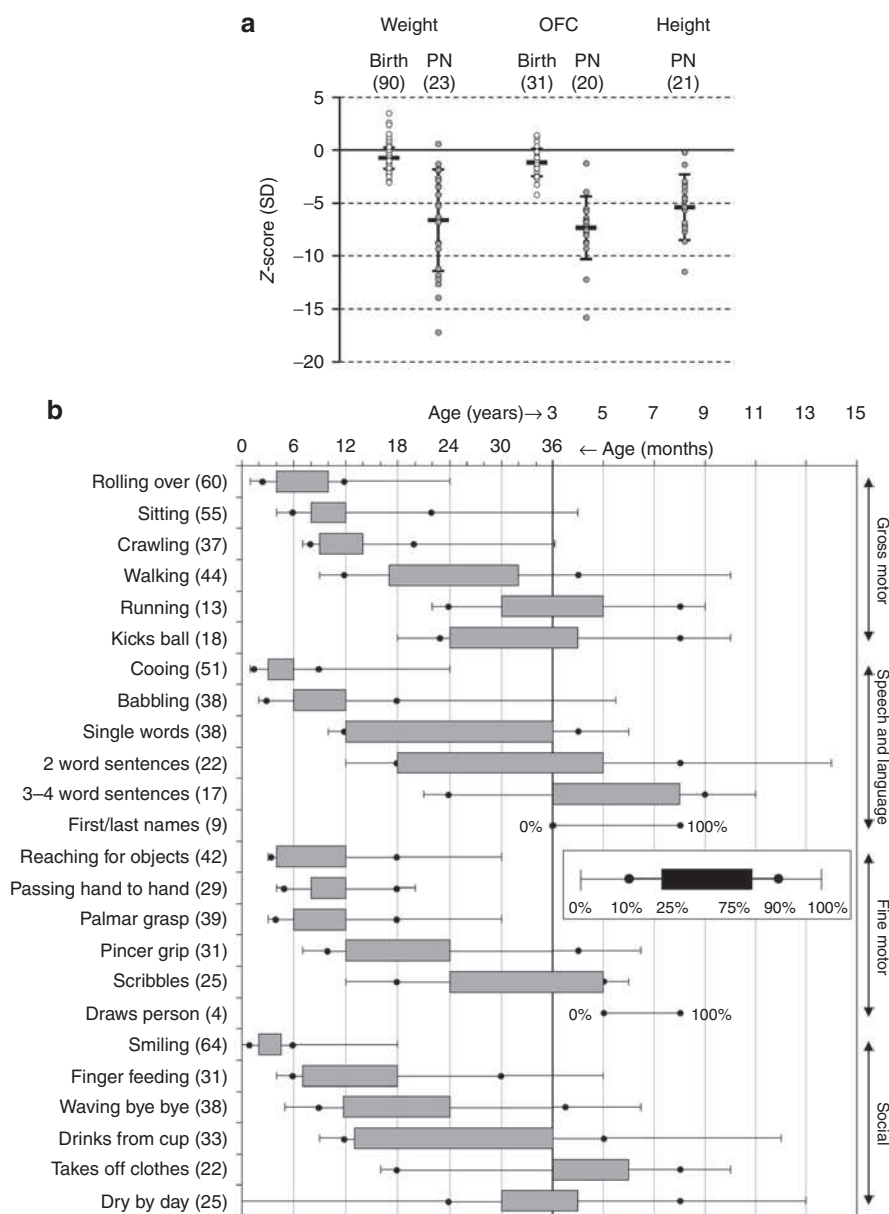 a
Weight OFC Height
Birth PN Birth PN PN
(90) (23) (31) (20) (21)
5
0
−5
−10
−15
−20
Z-score (SD)
b
Age (years)→ 3 5 7 9 11 13 15
0 6 12 18 24 30 36 ← Age (months)
Rolling over (60)
Sitting (55)
Crawling (37)
Walking (44)
Running (13)
Kicks ball (18)
Gross motor
Cooing (51)
Babbling (38)
Single words (38)
2 word sentences (22)
3–4 word sentences (17)
First/last names (9) 0% 100%
Speech and language
Reaching for objects (42)
Passing hand to hand (29)
Palmar grasp (39)
Pincer grip (31)
Scribbles (25)
Draws person (4) 0% 100%
Fine motor
0% 10% 25% 75% 90% 100%
Smiling (64)
Finger feeding (31)
Waving bye bye (38)
Drinks from cup (33)
Takes off clothes (22)
Dry by day (25)
Social